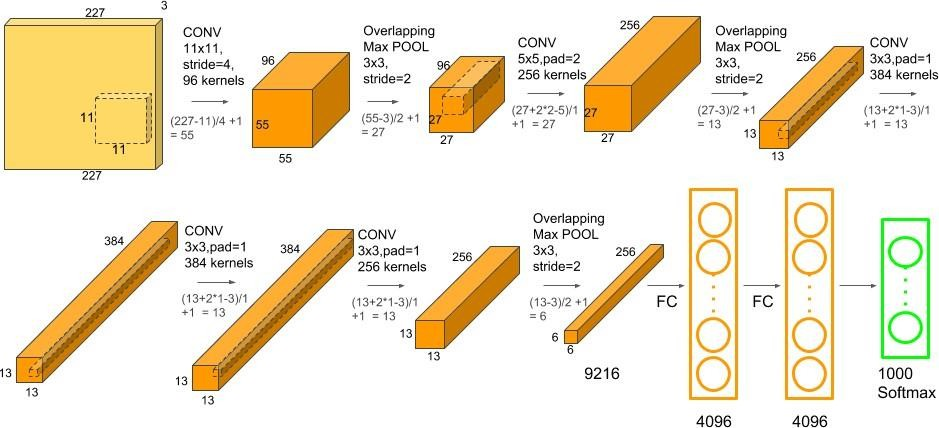 227
3
11
11
227
CONV
11x11,
stride=4,
96 kernels
(227-11)/4 +1
= 55
96
55
55
Overlapping
Max POOL
3x3,
stride=2
(55-3)/2 +1
= 27
96
27
27
CONV
5x5,pad=2
256 kernels
(27+2*2-5)/1
+1 = 27
256
27
27
Overlapping
Max POOL
3x3,
stride=2
(27-3)/2 +1
= 13
256
13
13
CONV
3x3,pad=1
384 kernels
(13+2*1-3)/1
+1 = 13
384
13
13
CONV
3x3,pad=1
384 kernels
(13+2*1-3)/1
+1 = 13
384
13
13
CONV
3x3,pad=1
256 kernels
(13+2*1-3)/1
+1 = 13
256
13
13
Overlapping
Max POOL
3x3,
stride=2
(13-3)/2 +1
= 6
256
6
6
9216
FC
4096
FC
4096
1000
Softmax